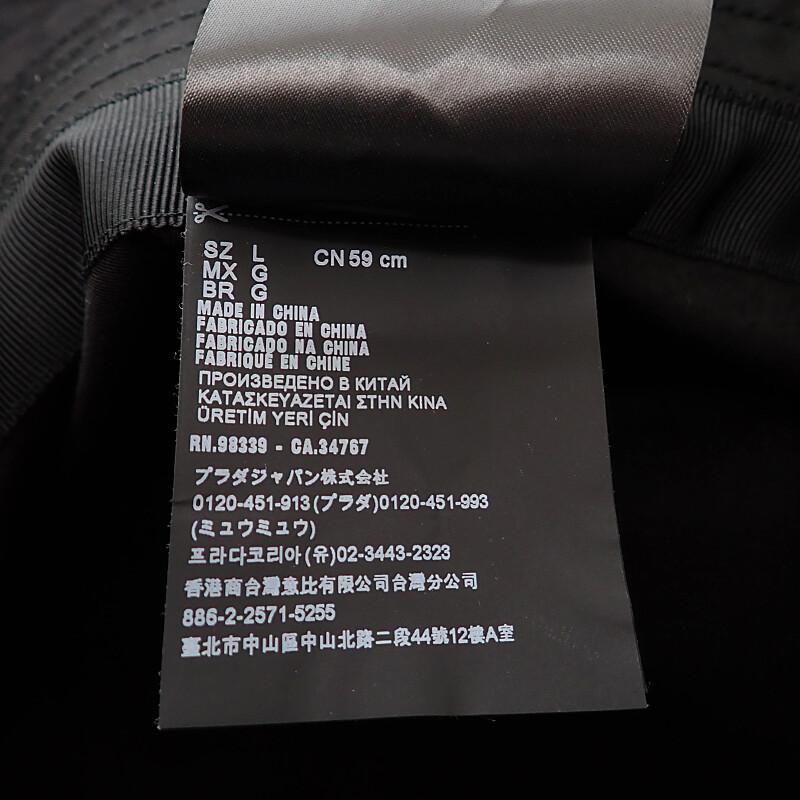 SZ L CN 59 cm
MX G
BR G
MADE IN CHINA
FABRICADO EN CHINA
FABRICADO NA CHINA
FABRIQUÉ EN CHINE
ПРОИЗВЕДЕНО В КИТАЙ
ΚΑΤΑΣΚΕΥΑΖΕΤΑΙ ΣΤΗΝ ΚΙΝΑ
ÜRETİM YERİ ÇİN
RN.98339 - CA.34767
プラダジャパン株式会社
0120-451-913(プラダ)0120-451-993
(ミュウミュウ)
프라다코리아(유)02-3443-2323
香港商台灣意比有限公司台灣分公司
886-2-2571-5255
臺北市中山區中山北路二段44號12樓A室